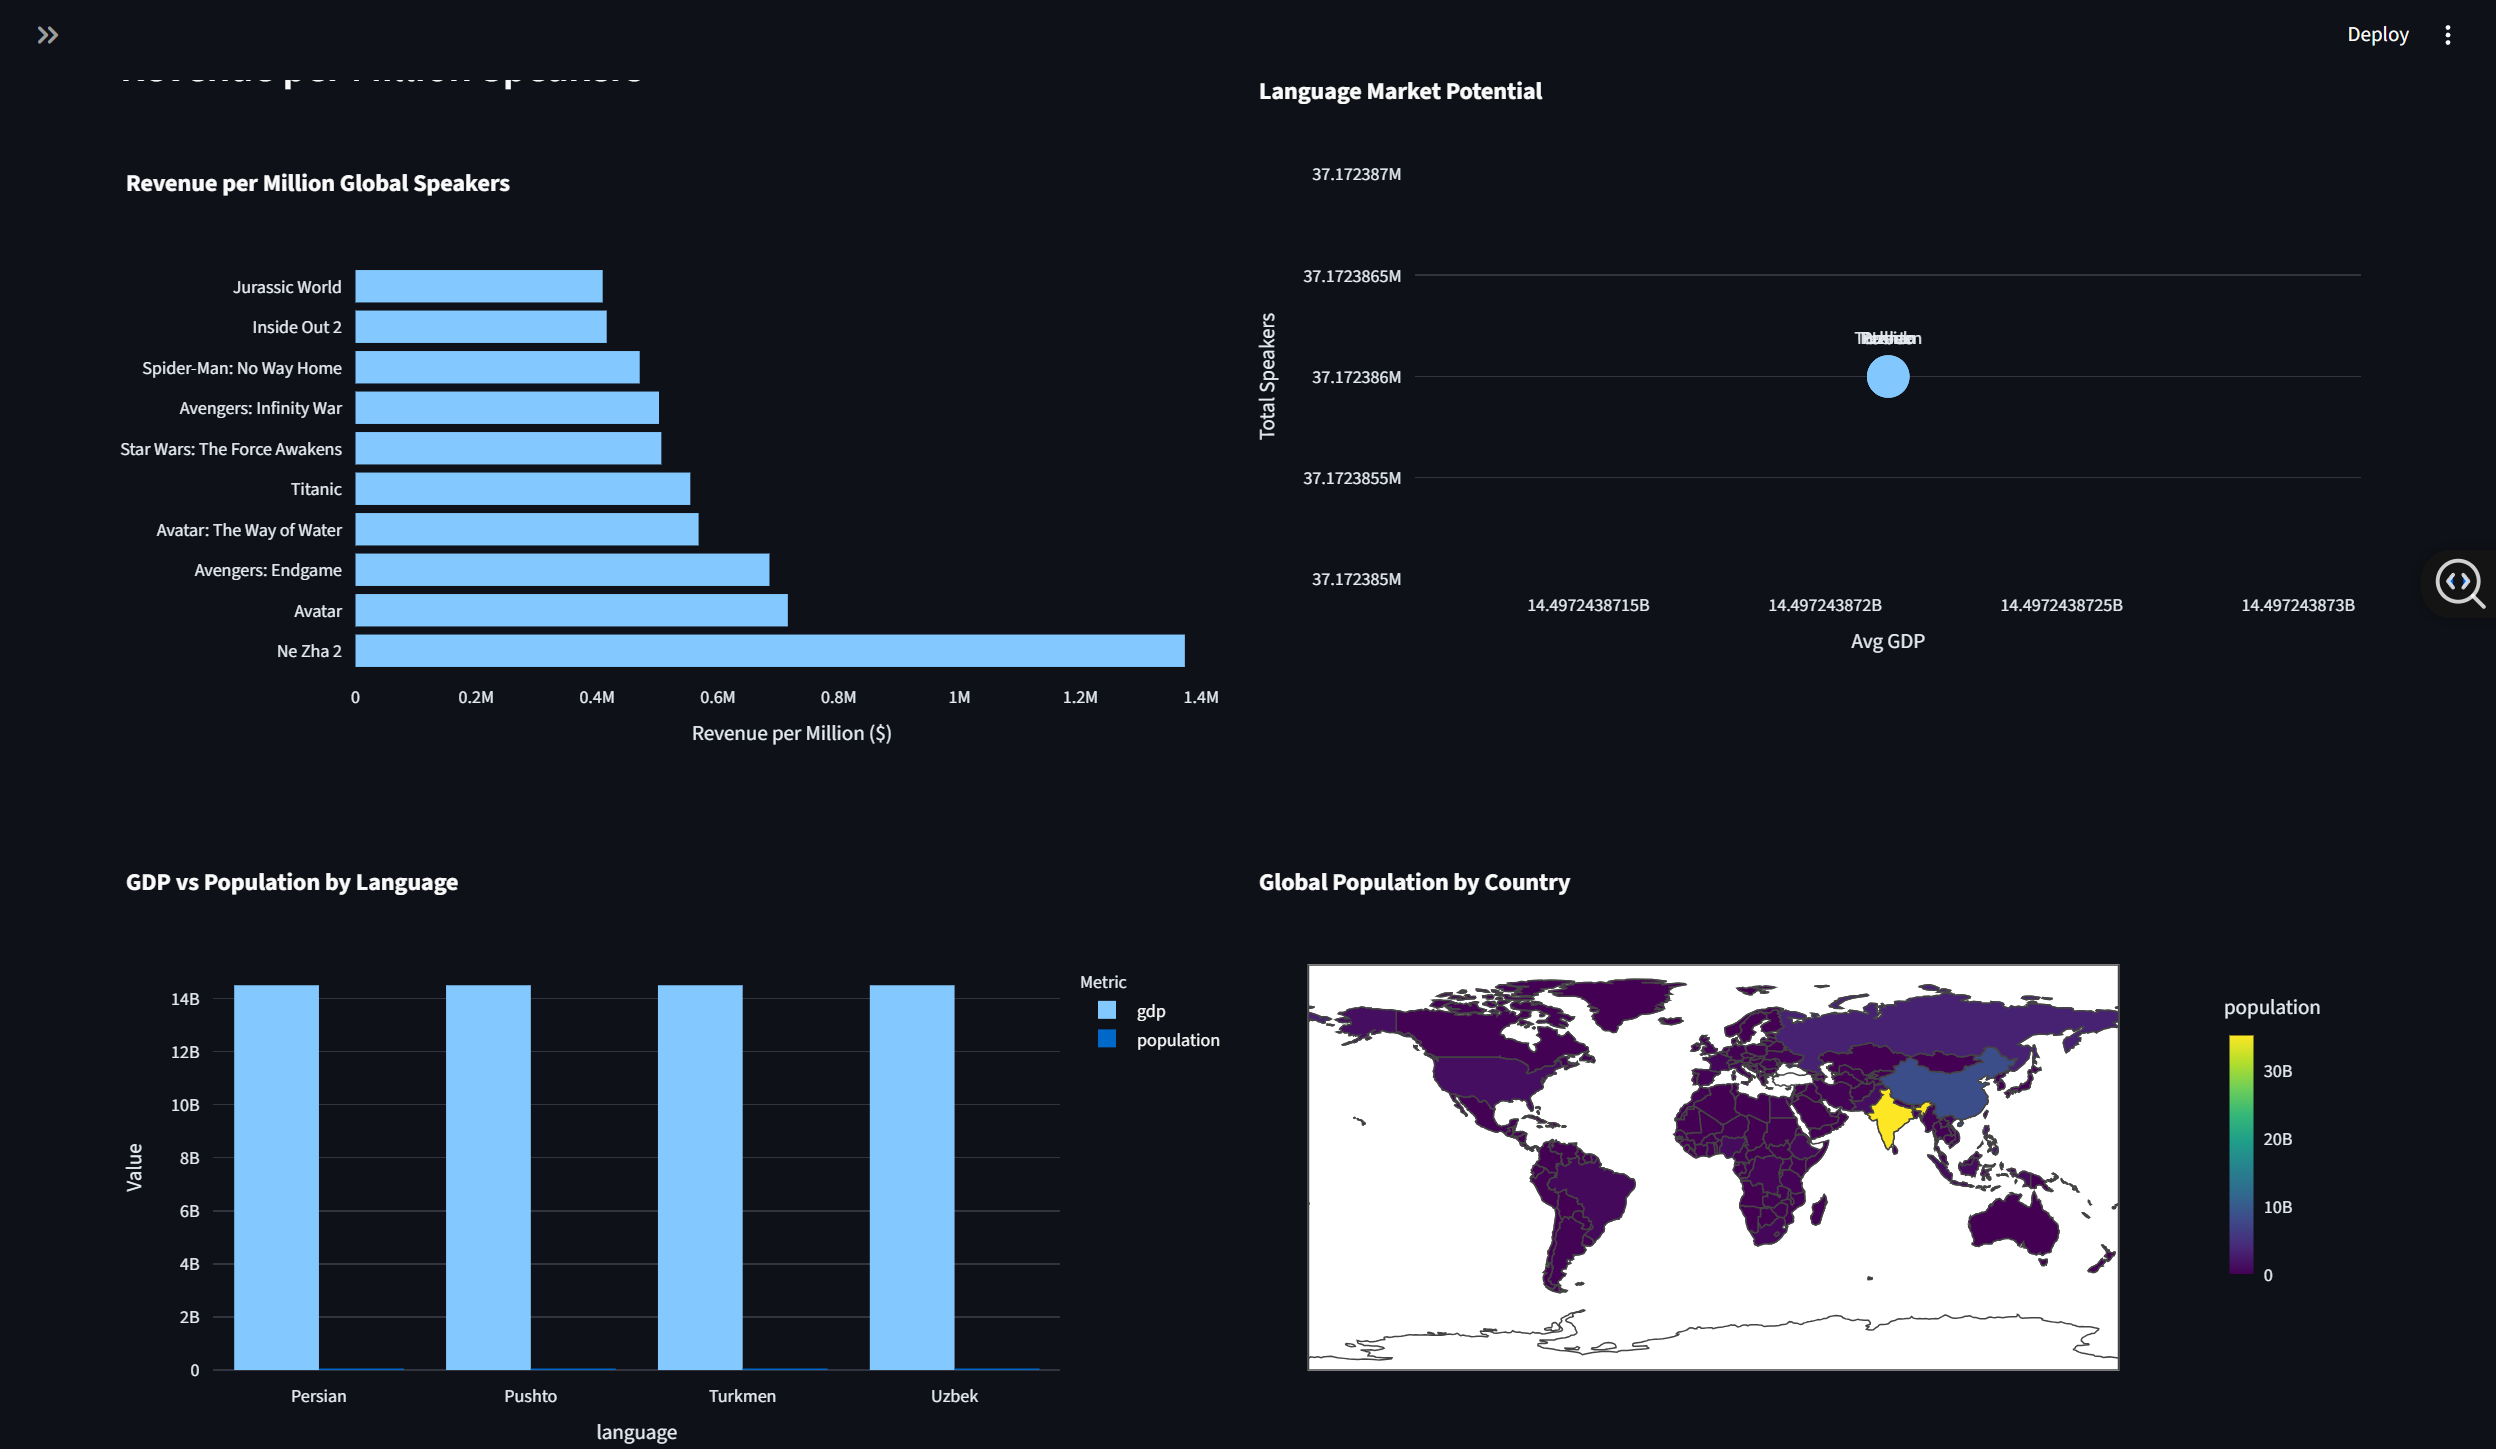 Deploy
Revenue per Million Speakers
Revenue per Million Global Speakers
Jurassic World
Inside Out 2
Spider-Man: No Way Home
Avengers: Infinity War
Star Wars: The Force Awakens
Titanic
Avatar: The Way of Water
Avengers: Endgame
Avatar
Ne Zha 2
0 0.2M 0.4M 0.6M 0.8M 1M 1.2M 1.4M
Revenue per Million ($)
Language Market Potential
Total Speakers
37.172387M
37.1723865M
37.172386M
37.1723855M
37.172385M
14.4972438715B 14.497243872B 14.4972438725B 14.497243873B
Avg GDP
GDP vs Population by Language
Value
14B
12B
10B
8B
6B
4B
2B
0
Persian Pushto Turkmen Uzbek
language
Metric
gdp
population
Global Population by Country
population
30B
20B
10B
0